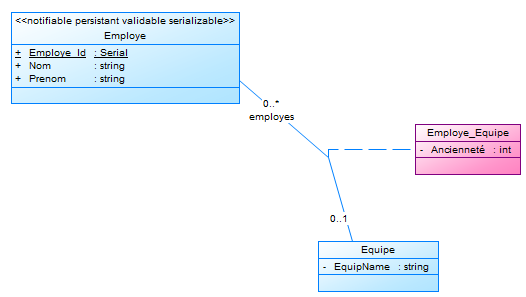 <<notifiable persistant validable serializable>>
Employe
+ Employe_Id : Serial
+ Nom : string
+ Prenom : string
0..*
employes
Employe_Equipe
- Ancienneté : int
0..1
Equipe
- EquipName : string